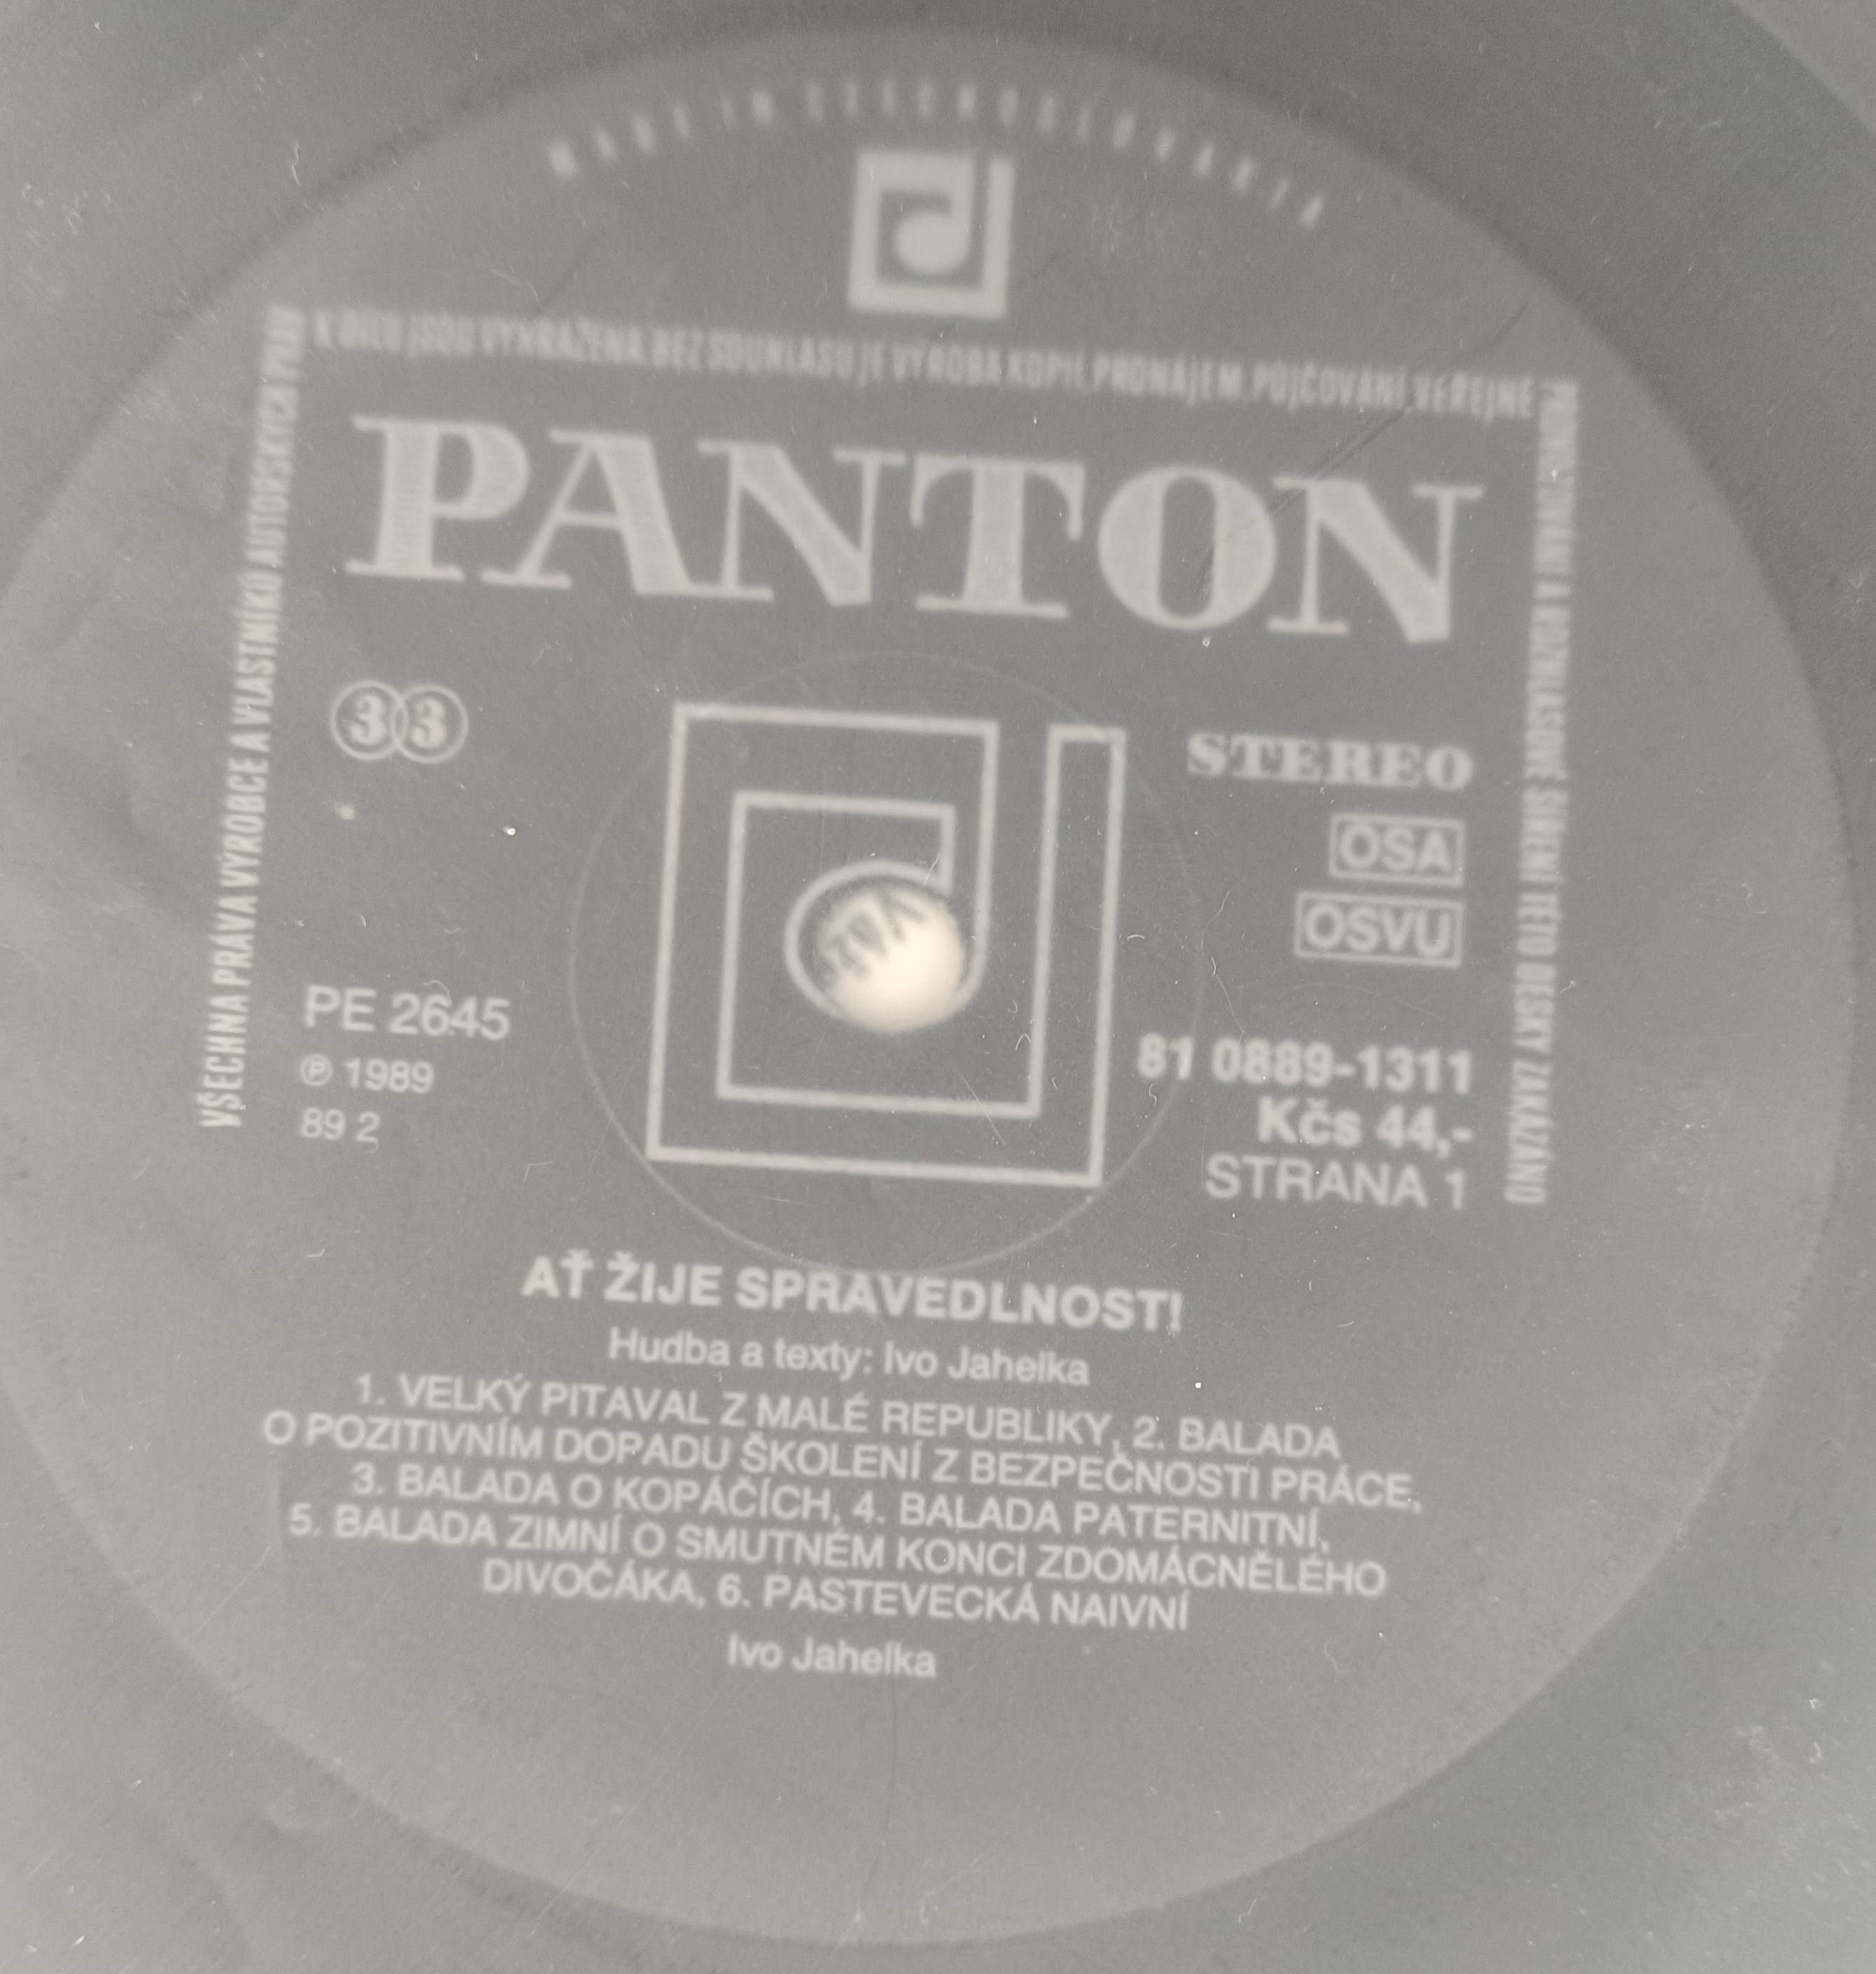 MADE IN CZECHOSLOVAKIA
VŠECHNA PRÁVA VÝROBCE A VLASTNÍKŮ AUTORSKÝCH PRÁV
K DÍLU JSOU VYHRAZENA. BEZ SOUHLASU JE VÝROBA KOPIÍ, PRONÁJEM, PŮJČOVÁNÍ, VEŘEJNÉ
PROVOZOVÁNÍ A ROZHLASOVÉ ŠÍŘENÍ TÉTO DESKY ZAKÁZÁNO
PANTON
33
STEREO
OSA
OSVU
PE 2645
℗ 1989
89 2
81 0889-1311
Kčs 44,-
STRANA 1
AŤ ŽIJE SPRAVEDLNOST!
Hudba a texty: Ivo Jahelka
1. VELKÝ PITAVAL Z MALÉ REPUBLIKY, 2. BALADA
O POZITIVNÍM DOPADU ŠKOLENÍ Z BEZPEČNOSTI PRÁCE,
3. BALADA O KOPÁČÍCH, 4. BALADA PATERNITNÍ,
5. BALADA ZIMNÍ O SMUTNÉM KONCI ZDOMÁCNĚLÉHO
DIVOČÁKA, 6. PASTEVECKÁ NAIVNÍ
Ivo Jahelka